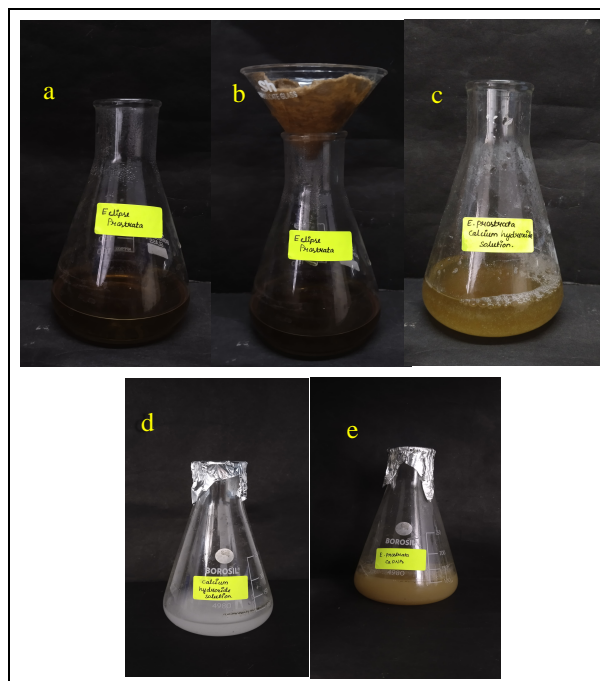 a
b
c
Eclipse
Prostrata
Eclipse
Prostrata
E. prostrata
Calcium hydroxide
solution.
d
e
BOROSIL
Calcium
hydroxide
solution
BOROSIL
E. prostrata